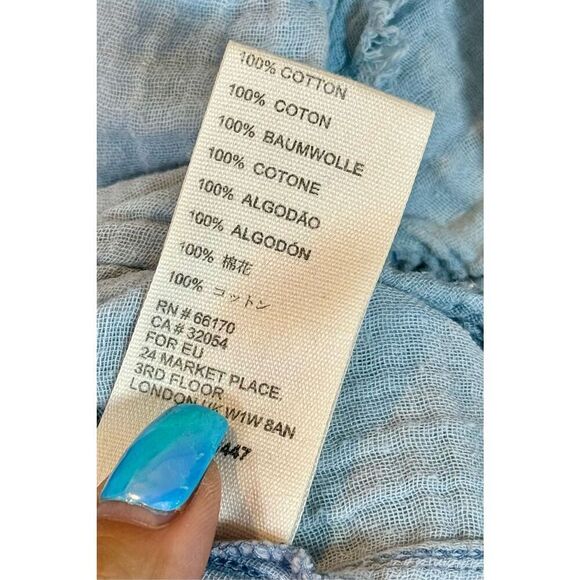 100% COTTON
100% COTON
100% BAUMWOLLE
100% COTONE
100% ALGODÃO
100% ALGODÓN
100% 棉花
100% コットン
RN # 66170
CA # 32054
FOR EU
24 MARKET PLACE.
3RD FLOOR
LONDON UK W1W 8AN
447